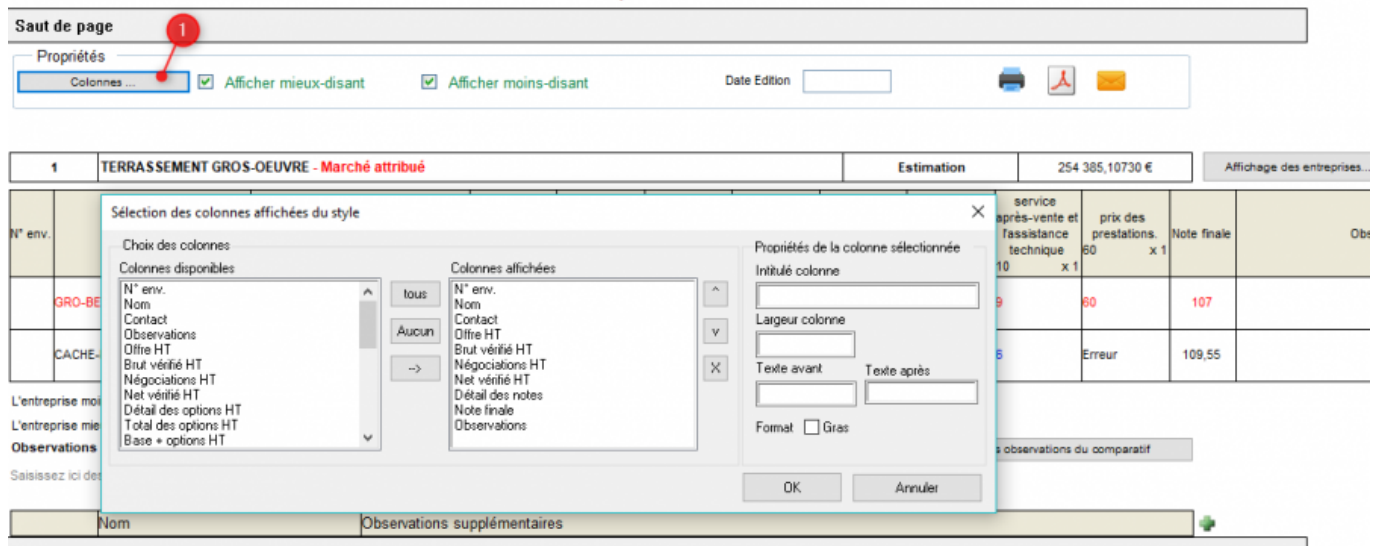 Saut de page
1
Propriétés
Colonnes ...
Afficher mieux-disant
Afficher moins-disant
Date Edition
1 TERRASSEMENT GROS-OEUVRE - Marché attribué Estimation 254 385,10730 €
Affichage des entreprises...
N° env.
service
après-vente et
l'assistance
technique
10 x 1
prix des
prestations.
60 x 1
Note finale
Obs
GRO-BE
9
60
107
CACHE-
6
Erreur
109,55
L'entreprise moi
L'entreprise mie
Observations
s observations du comparatif
Saisissez ici des
Sélection des colonnes affichées du style
Choix des colonnes
Colonnes disponibles
N° env.
Nom
Contact
Observations
Offre HT
Brut vérifié HT
Négociations HT
Net vérifié HT
Détail des options HT
Total des options HT
Base + options HT
tous
Aucun
-->
Colonnes affichées
N° env.
Nom
Contact
Offre HT
Brut vérifié HT
Négociations HT
Net vérifié HT
Détail des notes
Note finale
Observations
^
v
X
Propriétés de la colonne sélectionnée
Intitulé colonne
Largeur colonne
Texte avant
Texte après
Format
Gras
OK
Annuler
Nom
Observations supplémentaires